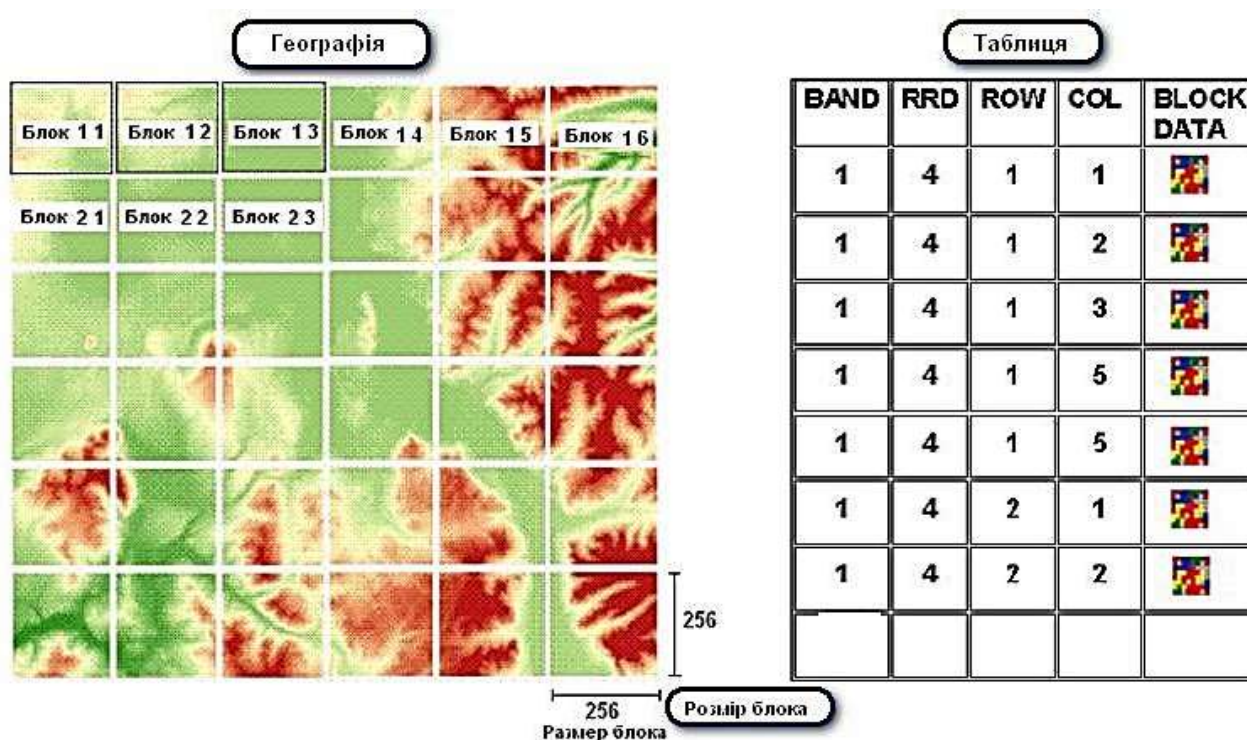 Географія
Таблиця
Блок 11 Блок 12 Блок 13 Блок 14 Блок 15 Блок 16
Блок 21 Блок 22 Блок 23
256
256
Размер блока
Розмір блока
BAND RRD ROW COL BLOCK DATA
1 4 1 1
1 4 1 2
1 4 1 3
1 4 1 5
1 4 1 5
1 4 2 1
1 4 2 2